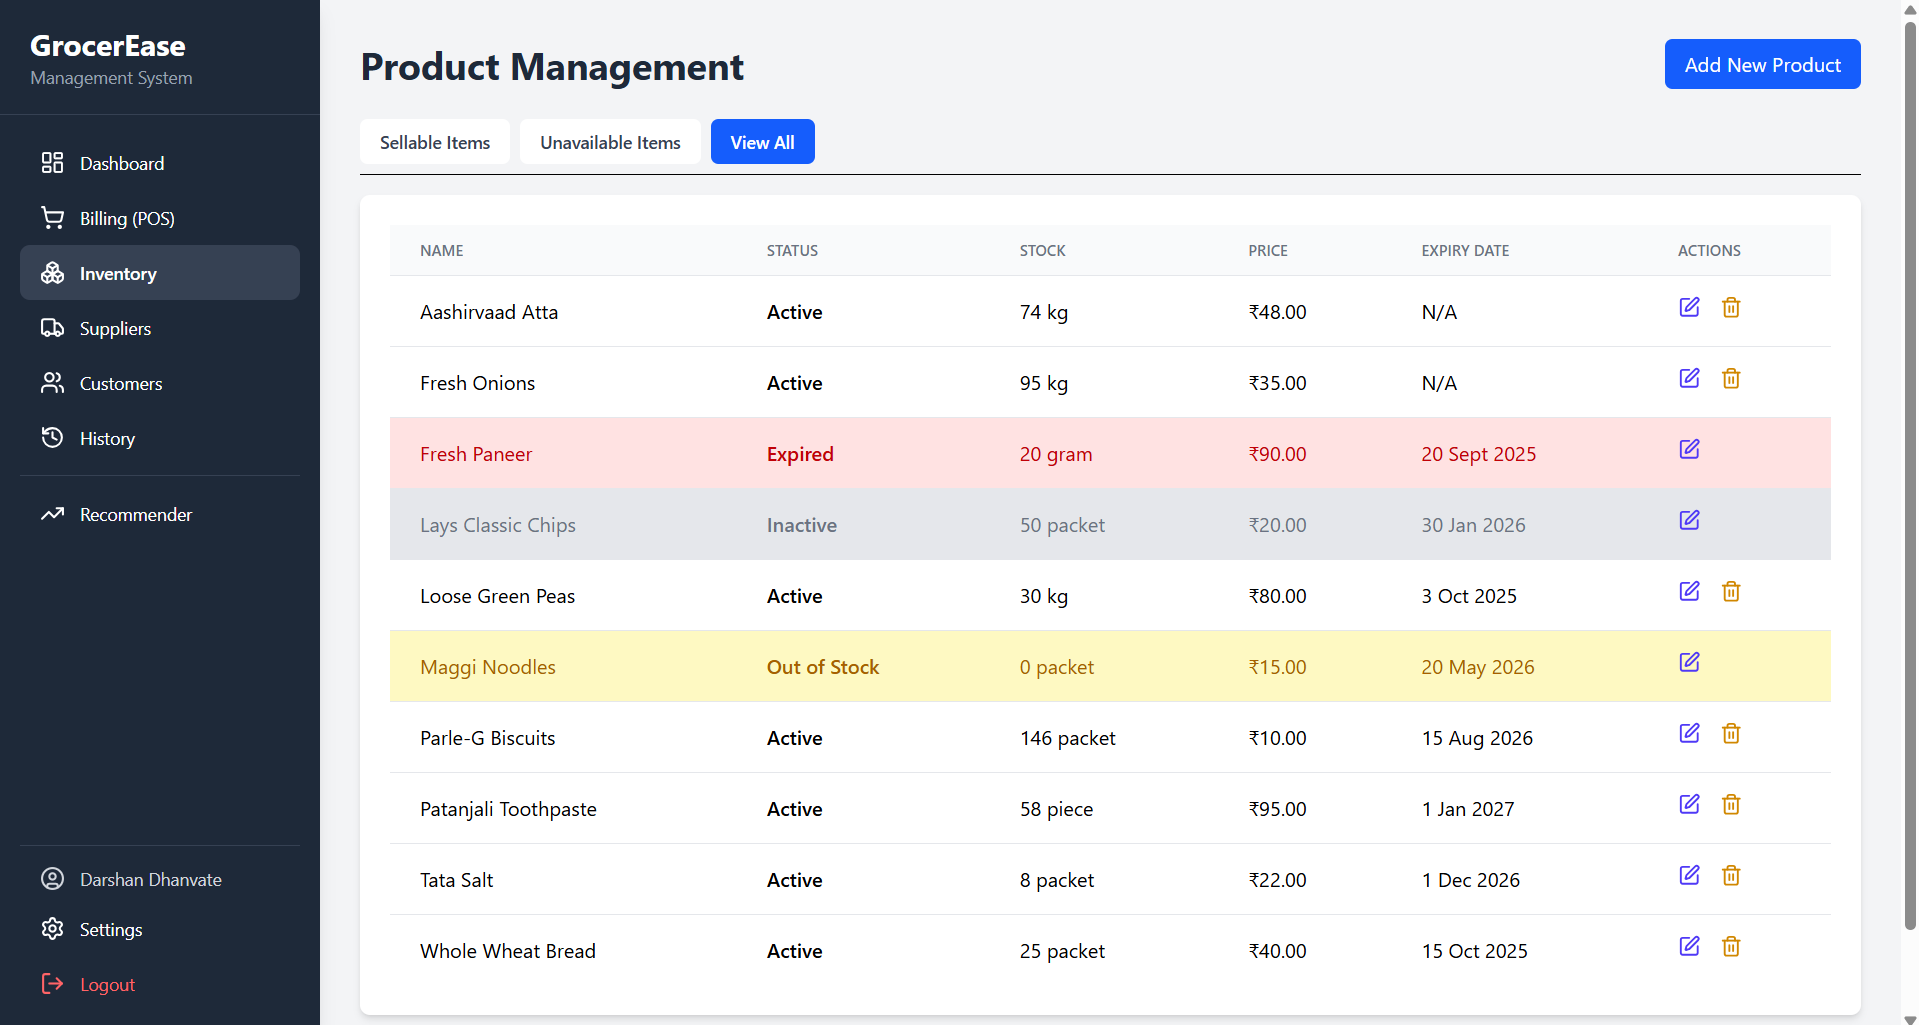 GrocerEase
Management System
Dashboard
Billing (POS)
Inventory
Suppliers
Customers
History
Recommender
Darshan Dhanvate
Settings
Logout
Product Management
Add New Product
Sellable Items Unavailable Items View All
NAME STATUS STOCK PRICE EXPIRY DATE ACTIONS
Aashirvaad Atta Active 74 kg ₹48.00 N/A
Fresh Onions Active 95 kg ₹35.00 N/A
Fresh Paneer Expired 20 gram ₹90.00 20 Sept 2025
Lays Classic Chips Inactive 50 packet ₹20.00 30 Jan 2026
Loose Green Peas Active 30 kg ₹80.00 3 Oct 2025
Maggi Noodles Out of Stock 0 packet ₹15.00 20 May 2026
Parle-G Biscuits Active 146 packet ₹10.00 15 Aug 2026
Patanjali Toothpaste Active 58 piece ₹95.00 1 Jan 2027
Tata Salt Active 8 packet ₹22.00 1 Dec 2026
Whole Wheat Bread Active 25 packet ₹40.00 15 Oct 2025